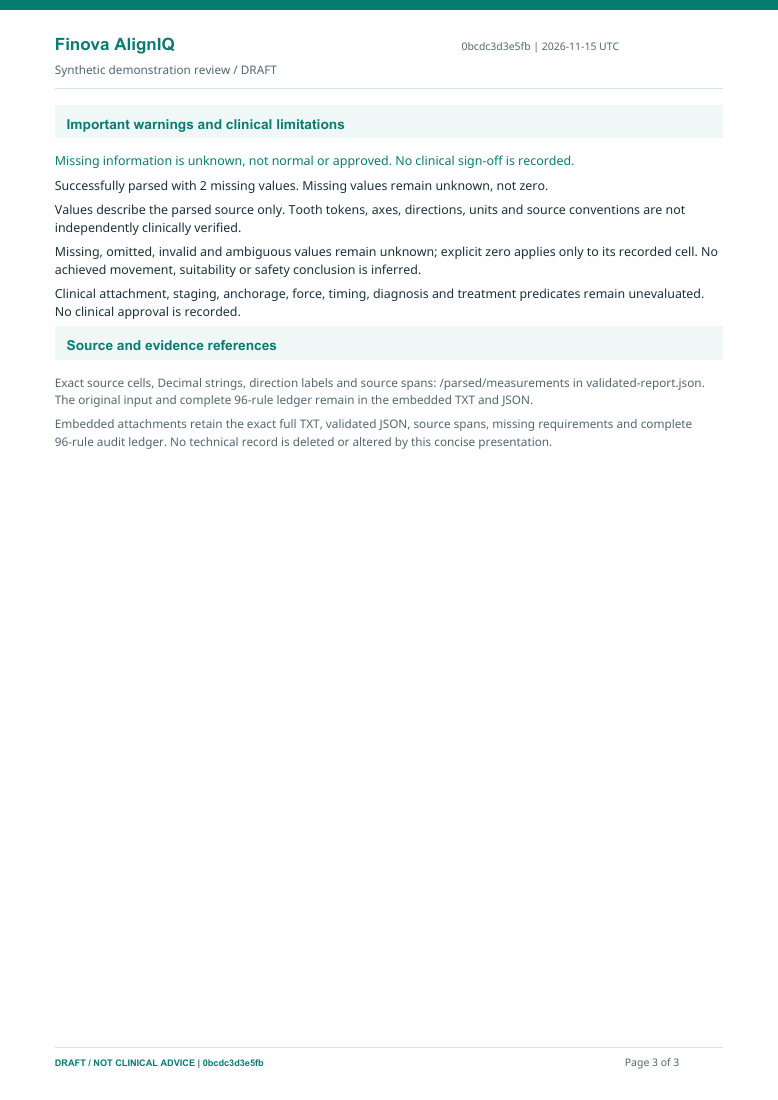 Finova AlignIQ
0bcdc3d3e5fb | 2026-11-15 UTC
Synthetic demonstration review / DRAFT
Important warnings and clinical limitations
Missing information is unknown, not normal or approved. No clinical sign-off is recorded.
Successfully parsed with 2 missing values. Missing values remain unknown, not zero.
Values describe the parsed source only. Tooth tokens, axes, directions, units and source conventions are not
independently clinically verified.
Missing, omitted, invalid and ambiguous values remain unknown; explicit zero applies only to its recorded cell. No
achieved movement, suitability or safety conclusion is inferred.
Clinical attachment, staging, anchorage, force, timing, diagnosis and treatment predicates remain unevaluated.
No clinical approval is recorded.
Source and evidence references
Exact source cells, Decimal strings, direction labels and source spans: /parsed/measurements in validated-report.json.
The original input and complete 96-rule ledger remain in the embedded TXT and JSON.
Embedded attachments retain the exact full TXT, validated JSON, source spans, missing requirements and complete
96-rule audit ledger. No technical record is deleted or altered by this concise presentation.
DRAFT / NOT CLINICAL ADVICE | 0bcdc3d3e5fb
Page 3 of 3